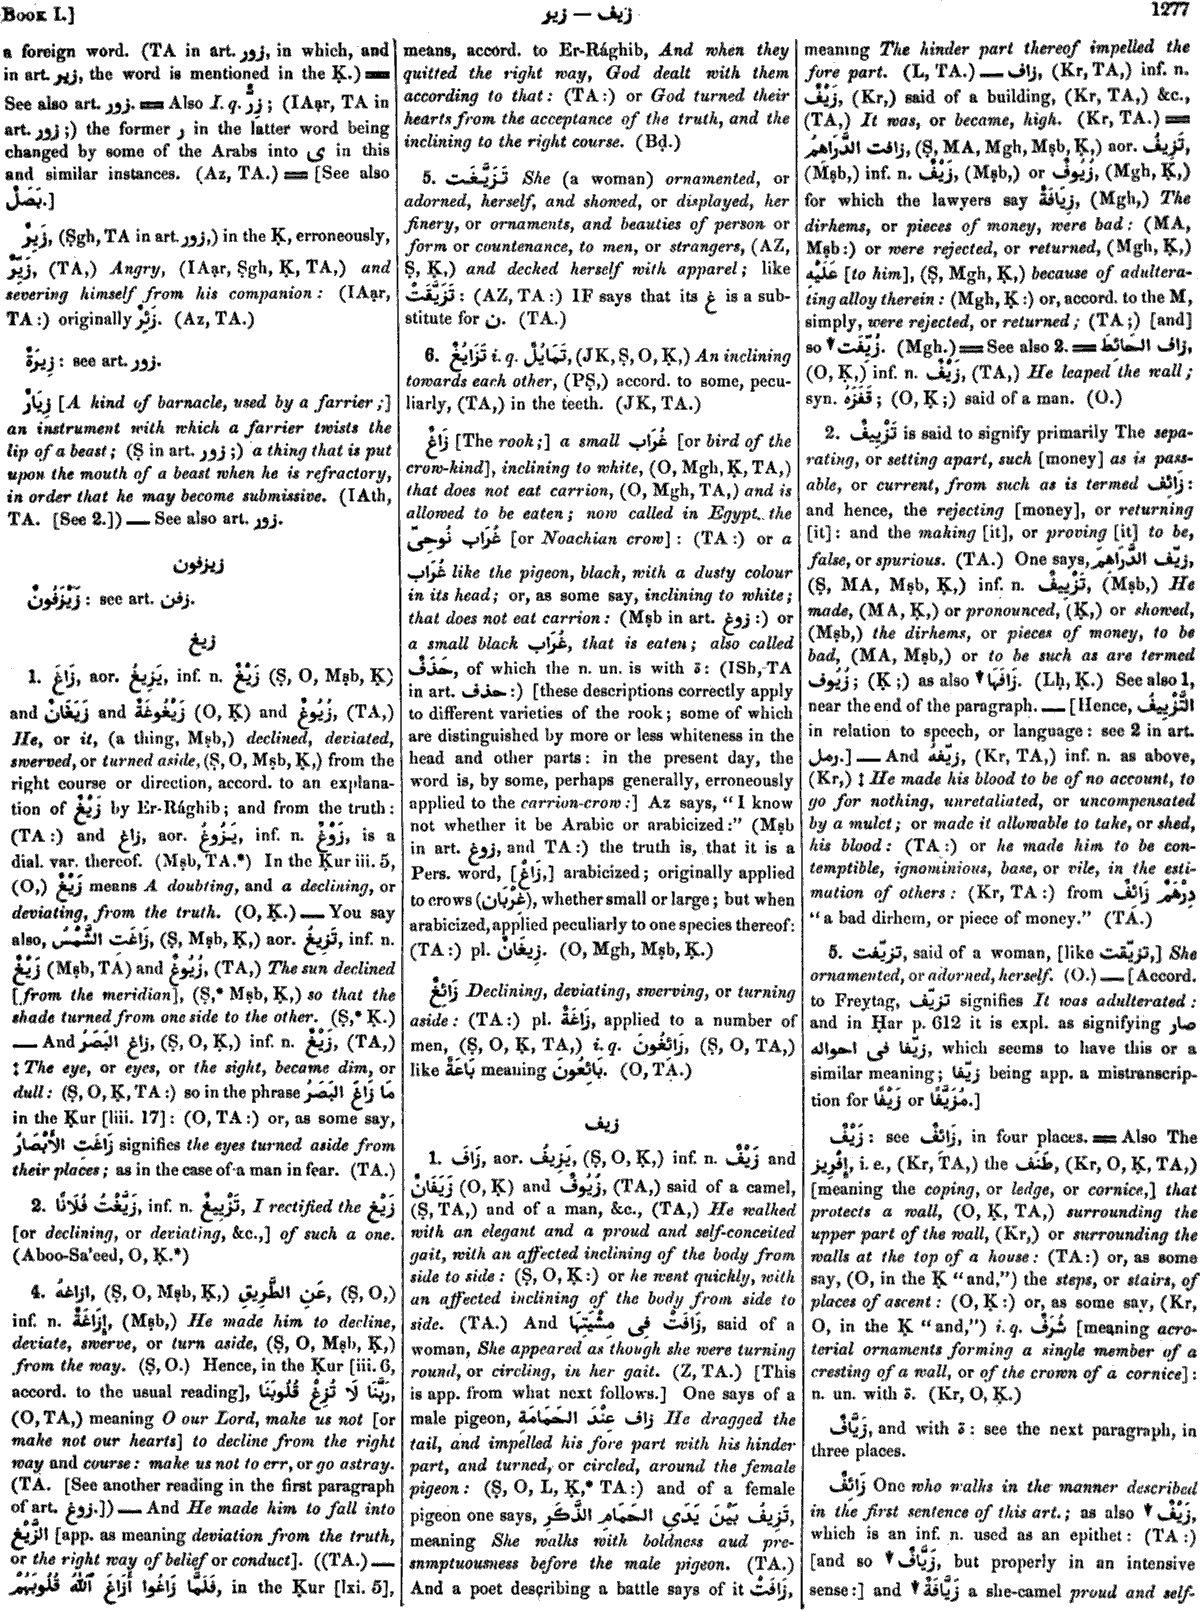 Book I.]
زيف — زير
1277
a foreign word. (TA in art. زور, in which, and
in art. زير, the word is mentioned in the Ḳ.) ═
See also art. زور. ═ Also I. q. زِرٌّ; (IAạr, TA in
art. زور;) the former ر in the latter word being
changed by some of the Arabs into ى in this
and similar instances. (Az, TA.) ═ [See also
بَصَلٌ.]
زَيِرٌ, (Ṣgh, TA in art. زور,) in the Ḳ, erroneously,
زَيِّرٌ, (TA,) Angry, (IAạr, Ṣgh, Ḳ, TA,) and
severing himself from his companion: (IAạr,
TA:) originally زَئِرٌ. (Az, TA.)
زِيرَةٌ: see art. زور.
زِيَارٌ [A kind of barnacle, used by a farrier;]
an instrument with which a farrier twists the
lip of a beast; (Ṣ in art. زور;) a thing that is put
upon the mouth of a beast when he is refractory,
in order that he may become submissive. (IAth,
TA. [See 2.]) — See also art. زور.
زيزفون
زَيْزَفُونٌ: see art. زفن.
زيغ
1. زَاغَ, aor. يَزِيغُ, inf. n. زَيْغٌ (Ṣ, O, Mṣb, Ḳ)
and زَيَغَانٌ and زَيْغُوغَةٌ (O, Ḳ) and زُيُوغٌ, (TA,)
He, or it, (a thing, Mṣb,) declined, deviated,
swerved, or turned aside, (Ṣ, O, Mṣb, Ḳ,) from the
right course or direction, accord. to an explana-
tion of زَيْغٌ by Er-Rághib; and from the truth:
(TA:) and زاغ, aor. يَزُوغُ, inf. n. زَوْغٌ, is a
dial. var. thereof. (Mṣb, TA.*) In the Ḳur iii. 5,
(O,) زَيْغٌ means A doubting, and a declining, or
deviating, from the truth. (O, Ḳ.) — You say
also, زَاغَتِ الشَّمْسُ, (Ṣ, Mṣb, Ḳ,) aor. تَزِيغُ, inf. n.
زَيْغٌ (Mṣb, TA) and زُيُوغٌ, (TA,) The sun declined
[from the meridian], (Ṣ,* Mṣb, Ḳ,) so that the
shade turned from one side to the other. (Ṣ,* K.)
— And زاغ البَصَرُ, (Ṣ, O, Ḳ,) inf. n. زَيْغٌ, (TA,)
‡ The eye, or eyes, or the sight, became dim, or
dull: (Ṣ, O, Ḳ, TA:) so in the phrase مَا زَاغَ البَصَرُ
in the Ḳur [liii. 17]: (O, TA:) or, as some say,
زَاغَتِ الأَبْصَارُ signifies the eyes turned aside from
their places; as in the case of a man in fear. (TA.)
2. زَيَّغْتُ فُلَانًا, inf. n. تَزْيِيغٌ, I rectified the زَيْغ
[or declining, or deviating, &c.,] of such a one.
(Aboo-Sa'eed, O, Ḳ.*)
4. ازاغهُ, (Ṣ, O, Mṣb, Ḳ,) عَنِ الطَّرِيقِ, (Ṣ, O,)
inf. n. إِزَاغَةٌ, (Mṣb,) He made him to decline,
deviate, swerve, or turn aside, (Ṣ, O, Mṣb, Ḳ,)
from the way. (Ṣ, O.) Hence, in the Ḳur [iii. 6,
accord. to the usual reading], رَبَّنَا لَا تُزِغْ قُلُوبَنَا,
(O, TA,) meaning O our Lord, make us not [or
make not our hearts] to decline from the right
way and course: make us not to err, or go astray.
(TA. [See another reading in the first paragraph
of art. زوغ.]) — And He made him to fall into
الزَّيْغ [app. as meaning deviation from the truth,
or the right way of belief or conduct]. ((TA.) —
فَلَمَّا زَاغُوا أَزَاغَ ٱللّٰهُ قُلُوبَهُمْ, in the Ḳur [lxi. 5],
means, accord. to Er-Rághib, And when they
quitted the right way, God dealt with them
according to that: (TA:) or God turned their
hearts from the acceptance of the truth, and the
inclining to the right course. (Bḍ.)
5. تَزَيَّغَت She (a woman) ornamented, or
adorned, herself, and showed, or displayed, her
finery, or ornaments, and beauties of person or
form or countenance, to men, or strangers, (AZ,
Ṣ, Ḳ,) and decked herself with apparel; like
تَزَيَّقَتْ: (AZ, TA:) IF says that its غ is a sub-
stitute for ن. (TA.)
6. تَزَايُغٌ i. q. تَمَايُلٌ, (JK, Ṣ, O, Ḳ,) An inclining
towards each other, (PṢ,) accord. to some, pecu-
liarly, (TA,) in the teeth. (JK, TA.)
زَاغٌ [The rook;] a small غُرَاب [or bird of the
crow-kind], inclining to white, (O, Mgh, Ḳ, TA,)
that does not eat carrion, (O, Mgh, TA,) and is
allowed to be eaten; now called in Egypt the
غُرَاب نُوحِىّ [or Noachian crow]: (TA:) or a
غُرَاب like the pigeon, black, with a dusty colour
in its head; or, as some say, inclining to white;
that does not eat carrion: (Mṣb in art. زوغ:) or
a small black غُرَاب, that is eaten; also called
حَذَفٌ, of which the n. un. is with ة: (ISh, TA
in art. حذف:) [these descriptions correctly apply
to different varieties of the rook; some of which
are distinguished by more or less whiteness in the
head and other parts: in the present day, the
word is, by some, perhaps generally, erroneously
applied to the carrion-crow:] Az says, "I know
not whether it be Arabic or arabicized:" (Mṣb
in art. زوغ, and TA:) the truth is, that it is a
Pers. word, [زَاغْ,] arabicized; originally applied
to crows (غِرْبَان), whether small or large; but when
arabicized, applied peculiarly to one species thereof:
(TA:) pl. زِيغَانٌ. (O, Mgh, Mṣb, Ḳ.)
زَائِغٌ Declining, deviating, swerving, or turning
aside: (TA:) pl. زَاغَةٌ, applied to a number of
men, (Ṣ, O, Ḳ, TA,) i. q. زَائِغُونَ, (Ṣ, O, TA,)
like بَاعَةٌ meaning بَائِعُونَ. (O, TA.)
زيف
1. زَافَ, aor. يَزِيفُ, (Ṣ, O, Ḳ,) inf. n. زَيْفٌ and
زَيَفَانٌ (O, Ḳ) and زُيُوفٌ, (TA,) said of a camel,
(Ṣ, TA,) and of a man, &c., (TA,) He walked
with an elegant and a proud and self-conceited
gait, with an affected inclining of the body from
side to side: (Ṣ, O, Ḳ:) or he went quickly, with
an affected inclining of the body from side to
side. (TA.) And زَافَتْ فِى مِشْيَتِهَا, said of a
woman, She appeared as though she were turning
round, or circling, in her gait. (Z, TA.) [This
is app. from what next follows.] One says of a
male pigeon, زاف عِنْدَ الحَمَامَةِ He dragged the
tail, and impelled his fore part with his hinder
part, and turned, or circled, around the female
pigeon: (Ṣ, O, L, Ḳ,* TA:) and of a female
pigeon one says, تَزِيفُ بَيْنَ يَدَىِ الحَمَامِ الذَّكَرِ,
meaning She walks with boldness and pre-
sumptuousness before the male pigeon. (TA.)
And a poet describing a battle says of it زَافَتْ,
meaning The hinder part thereof impelled the
fore part. (L, TA.) — زاف, (Kr, TA,) inf. n.
زَيْفٌ, (Kr,) said of a building, (Kr, TA,) &c.,
(TA,) It was, or became, high. (Kr, TA.) ═
زافت الدَّرَاهِمُ, (Ṣ, MA, Mgh, Mṣb, Ḳ,) aor. تَزِيفُ,
(Mṣb,) inf. n. زَيْفٌ, (Mṣb,) or زُيُوفٌ, (Mgh, Ḳ,)
for which the lawyers say زِيَافَةٌ, (Mgh,) The
dirhems, or pieces of money, were bad: (MA,
Mṣb:) or were rejected, or returned, (Mgh, Ḳ,)
عَلَيْهِ [to him], (Ṣ, Mgh, Ḳ,) because of adultera-
ting alloy therein: (Mgh, Ḳ:) or, accord. to the M,
simply, were rejected, or returned; (TA;) [and]
so ▼ زُيِّفَت. (Mgh.) ═ See also 2. ═ زاف الحَائِطَ,
(O, Ḳ,) inf. n. زَيْفٌ, (TA,) He leaped the wall;
syn. قَفَزَهُ; (O, Ḳ;) said of a man. (O.)
2. تَزْيِيفٌ is said to signify primarily The sepa-
rating, or setting apart, such [money] as is pass-
able, or current, from such as is termed زَائِف:
and hence, the rejecting [money], or returning
[it]: and the making [it], or proving [it] to be,
false, or spurious. (TA.) One says, زيّف الدَّرَاهِمَ,
(Ṣ, MA, Mṣb, Ḳ,) inf. n. تَزْيِيفٌ, (Mṣb,) He
made, (MA, Ḳ,) or pronounced, (Ḳ,) or showed,
(Mṣb,) the dirhems, or pieces of money, to be
bad, (MA, Mṣb,) or to be such as are termed
زُيُوف; (Ḳ;) as also ▼ زَافَهَا. (Lḥ, Ḳ.) See also 1,
near the end of the paragraph. — [Hence, التَّزْيِيفُ
in relation to speech, or language: see 2 in art.
رمل.] — And زيّفهُ, (Kr, TA,) inf. n. as above,
(Kr,) ‡ He made his blood to be of no account, to
go for nothing, unretaliated, or uncompensated
by a mulct; or made it allowable to take, or shed,
his blood: (TA:) or he made him to be con-
temptible, ignominious, base, or vile, in the esti-
mation of others: (Kr, TA:) from دِرْهَمٌ زَائِفٌ
"a bad dirhem, or piece of money." (TA.)
5. تزيّفت, said of a woman, [like تزيّقت,] She
ornamented, or adorned, herself. (O.) — [Accord.
to Freytag, تزيّف signifies It was adulterated:
and in Ḥar p. 612 it is expl. as signifying صار
زيفا فى احواله, which seems to have this or a
similar meaning; زيفا being app. a mistranscrip-
tion for زَيْفًا or مُزَيَّفًا.]
زَيْفٌ: see زَائِفٌ, in four places. ═ Also The
إِفْرِيز, i. e., (Kr, TA,) the طَنَف, (Kr, O, Ḳ, TA,)
[meaning the coping, or ledge, or cornice,] that
protects a wall, (O, Ḳ, TA,) surrounding the
upper part of the wall, (Kr,) or surrounding the
walls at the top of a house: (TA:) or, as some
say, (O, in the Ḳ "and,") the steps, or stairs, of
places of ascent: (O, Ḳ:) or, as some say, (Kr,
O, in the Ḳ "and,") i. q. شُرَفٌ [meaning acro-
terial ornaments forming a single member of a
cresting of a wall, or of the crown of a cornice]:
n. un. with ة. (Kr, O, Ḳ.)
زَيَّافٌ, and with ة: see the next paragraph, in
three places.
زَائِفٌ One who walks in the manner described
in the first sentence of this art.; as also ▼ زَيْفٌ,
which is an inf. n. used as an epithet: (TA:)
[and so ▼ زَيَّافٌ, but properly in an intensive
sense:] and ▼ زَيَّافَةٌ a she-camel proud and self-